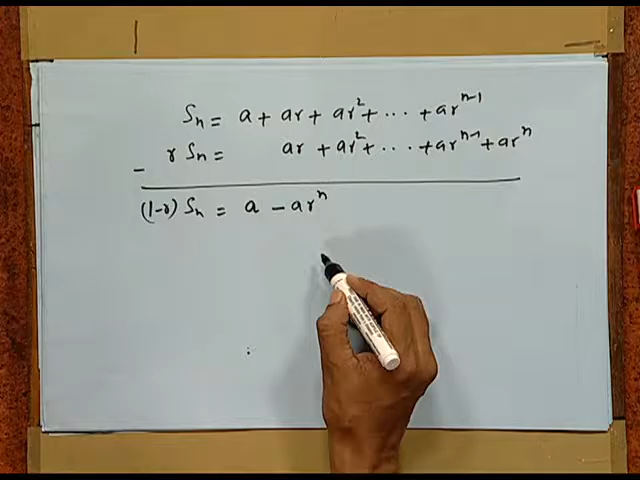 Sₙ = a + ar + ar² + ... + arⁿ⁻¹
- r Sₙ = ar + ar² + ... + arⁿ⁻¹ + arⁿ
(1-r) Sₙ = a - arⁿ